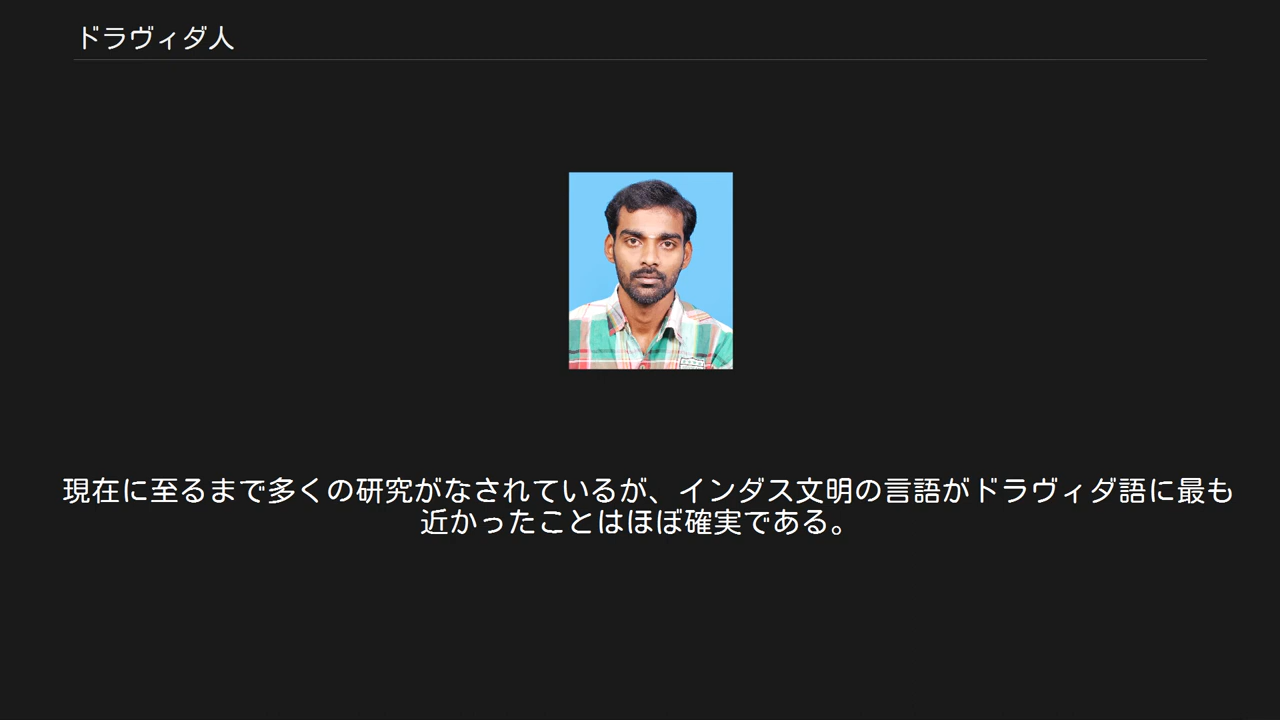 ドラヴィダ人
現在に至るまで多くの研究がなされているが、インダス文明の言語がドラヴィダ語に最も
近かったことはほぼ確実である。